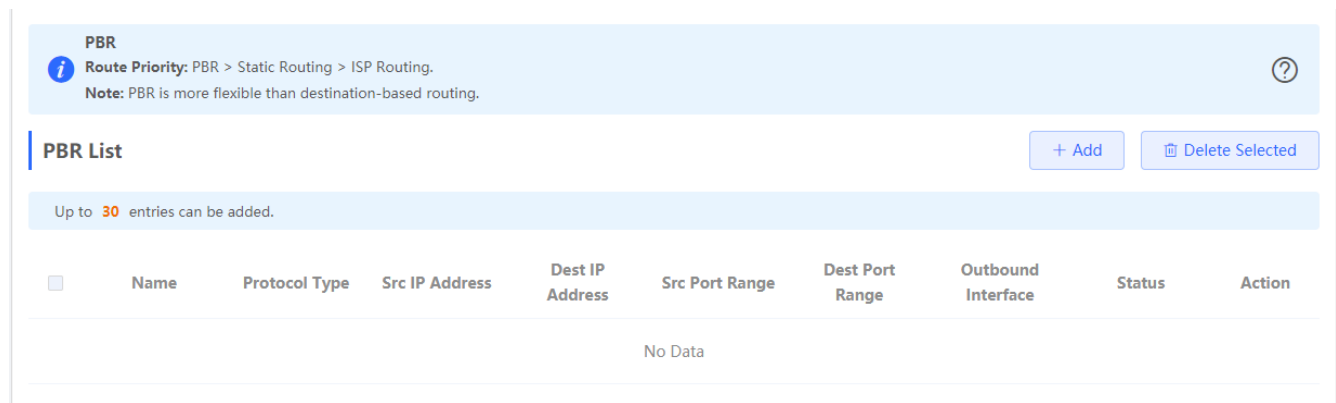 PBR
Route Priority: PBR > Static Routing > ISP Routing.
Note: PBR is more flexible than destination-based routing.
PBR List
+ Add
Delete Selected
Up to 30 entries can be added.
Name
Protocol Type
Src IP Address
Dest IP
Address
Src Port Range
Dest Port
Range
Outbound
Interface
Status
Action
No Data